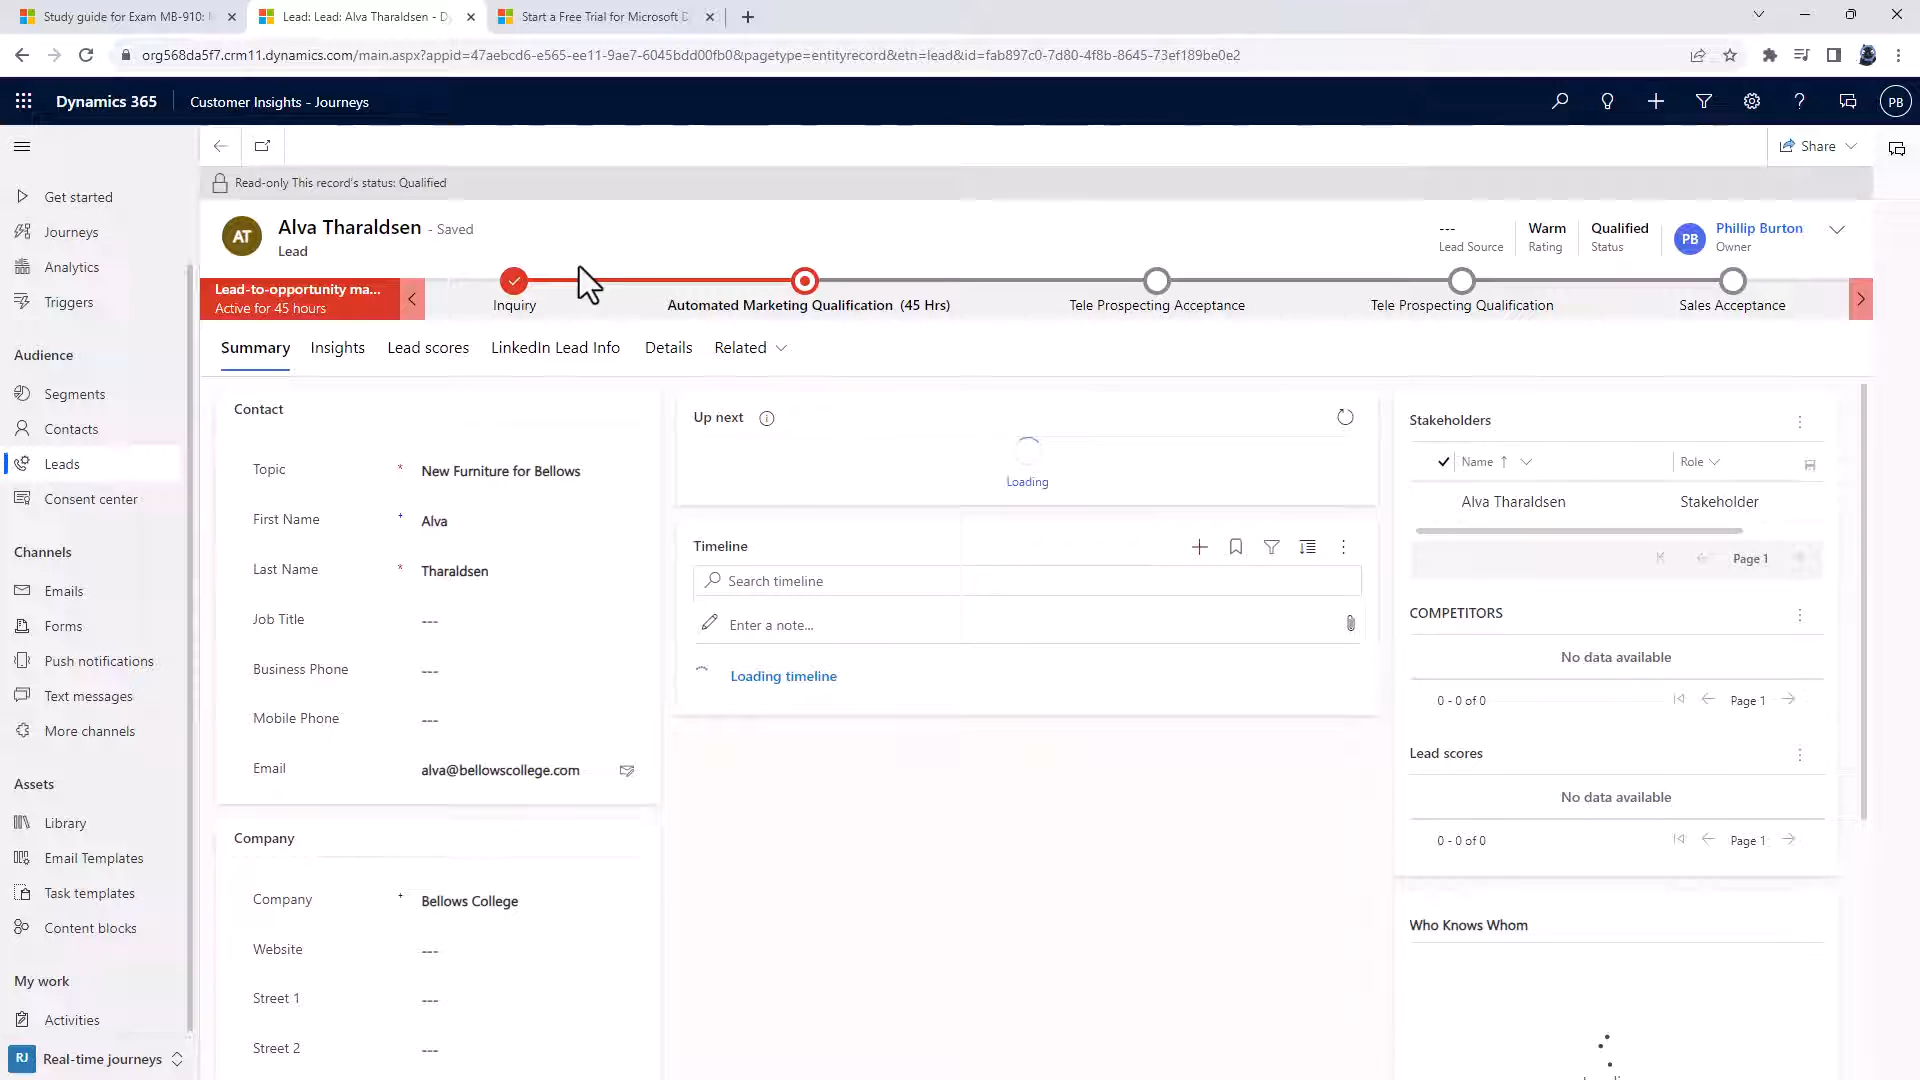 Study guide for Exam MB-910:
Lead: Lead: Alva Tharaldsen - D
Start a Free Trial for Microsoft D
org568da5f7.crm11.dynamics.com/main.aspx?appid=47aebcd6-e565-ee11-9ae7-6045bdd00fb0&pagetype=entityrecord&etn=lead&id=fab897c0-7d80-4f8b-8645-73ef189be0e2
Dynamics 365
Customer Insights - Journeys
PB
Share
Read-only This record's status: Qualified
Get started
Journeys
Analytics
Triggers
Audience
Segments
Contacts
Leads
Consent center
Channels
Emails
Forms
Push notifications
Text messages
More channels
Assets
Library
Email Templates
Task templates
Content blocks
My work
Activities
RJ Real-time journeys
AT
Alva Tharaldsen - Saved
Lead
---
Lead Source
Warm
Rating
Qualified
Status
PB
Phillip Burton
Owner
Lead-to-opportunity ma...
Active for 45 hours
Inquiry
Automated Marketing Qualification (45 Hrs)
Tele Prospecting Acceptance
Tele Prospecting Qualification
Sales Acceptance
Summary Insights Lead scores LinkedIn Lead Info Details Related
Contact
Topic * New Furniture for Bellows
First Name + Alva
Last Name * Tharaldsen
Job Title ---
Business Phone ---
Mobile Phone ---
Email alva@bellowscollege.com
Company
Company + Bellows College
Website ---
Street 1 ---
Street 2 ---
Up next
Loading
Timeline
Search timeline
Enter a note...
Loading timeline
Stakeholders
Name ↑ Role
Alva Tharaldsen Stakeholder
Page 1
COMPETITORS
No data available
0 - 0 of 0 Page 1
Lead scores
No data available
0 - 0 of 0 Page 1
Who Knows Whom